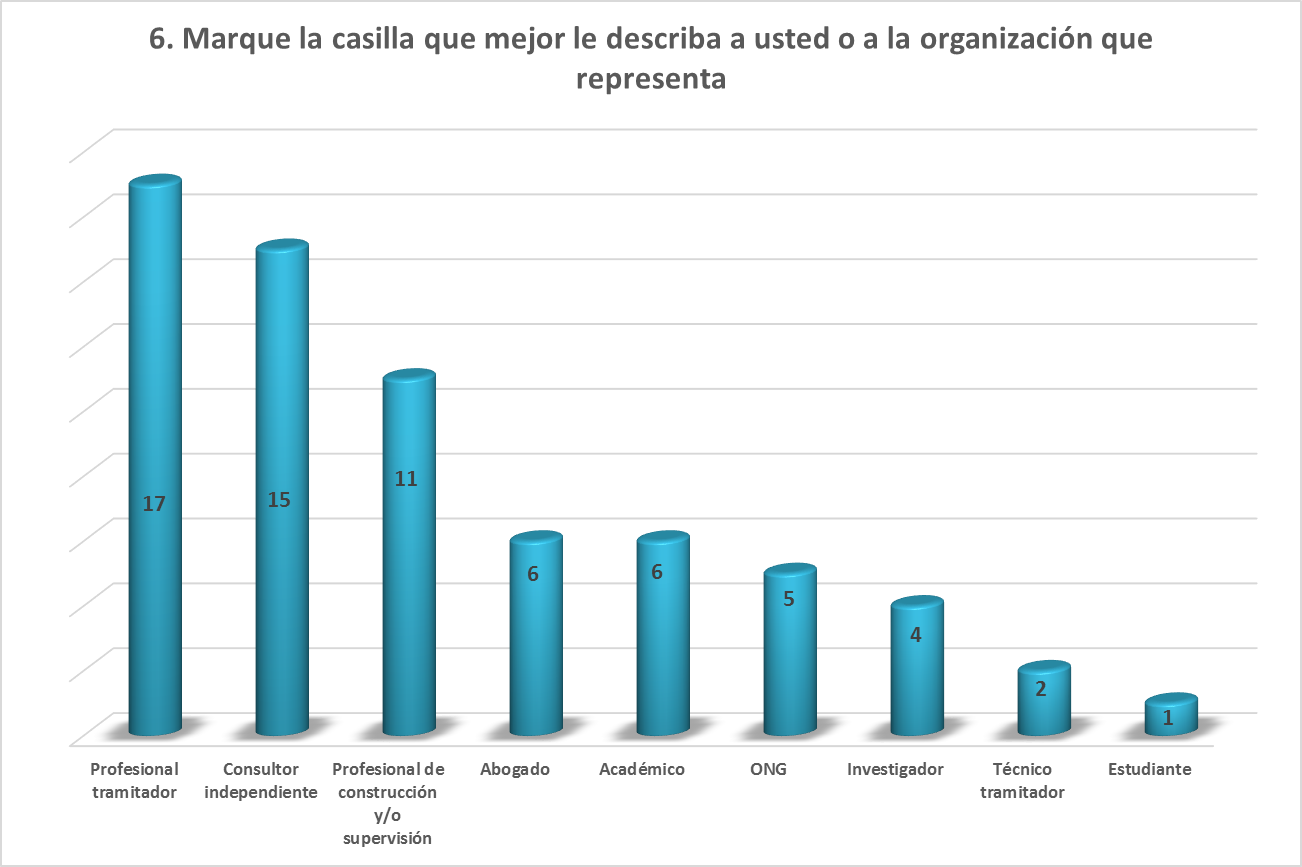 6. Marque la casilla que mejor le describa a usted o a la organización que
representa
17
15
11
6
6
5
4
2
1
Profesional
tramitador
Consultor
independiente
Profesional de
construcción
y/o
supervisión
Abogado
Académico
ONG
Investigador
Técnico
tramitador
Estudiante